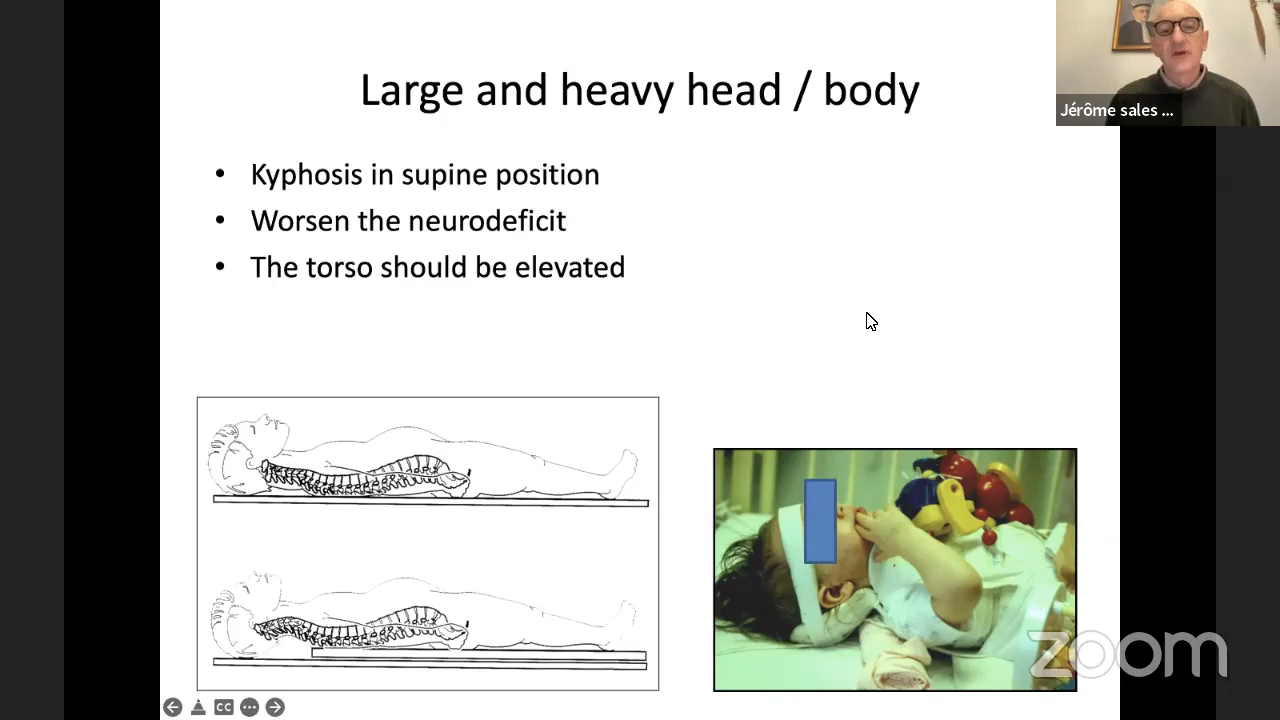 Large and heavy head / body
Jérôme sales ...
• Kyphosis in supine position
• Worsen the neurodeficit
• The torso should be elevated
zoom
CC